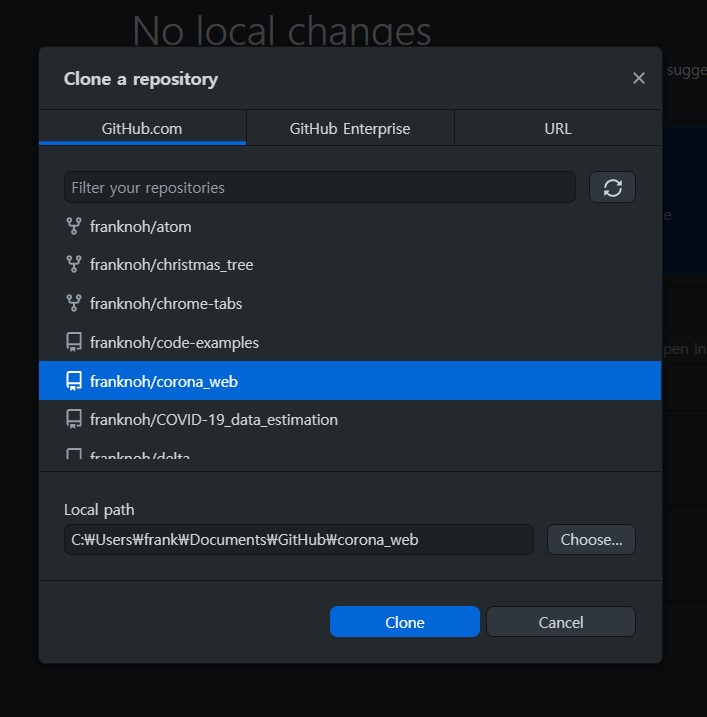 No local changes
Clone a repository
sugge
GitHub.com
GitHub Enterprise
URL
Filter your repositories
franknoh/atom
e
franknoh/christmas_tree
franknoh/chrome-tabs
franknoh/code-examples
pen in
franknoh/corona_web
franknoh/COVID-19_data_estimation
franknoh/delta
Local path
C:₩Users₩frank₩Documents₩GitHub₩corona_web
Choose...
Clone
Cancel